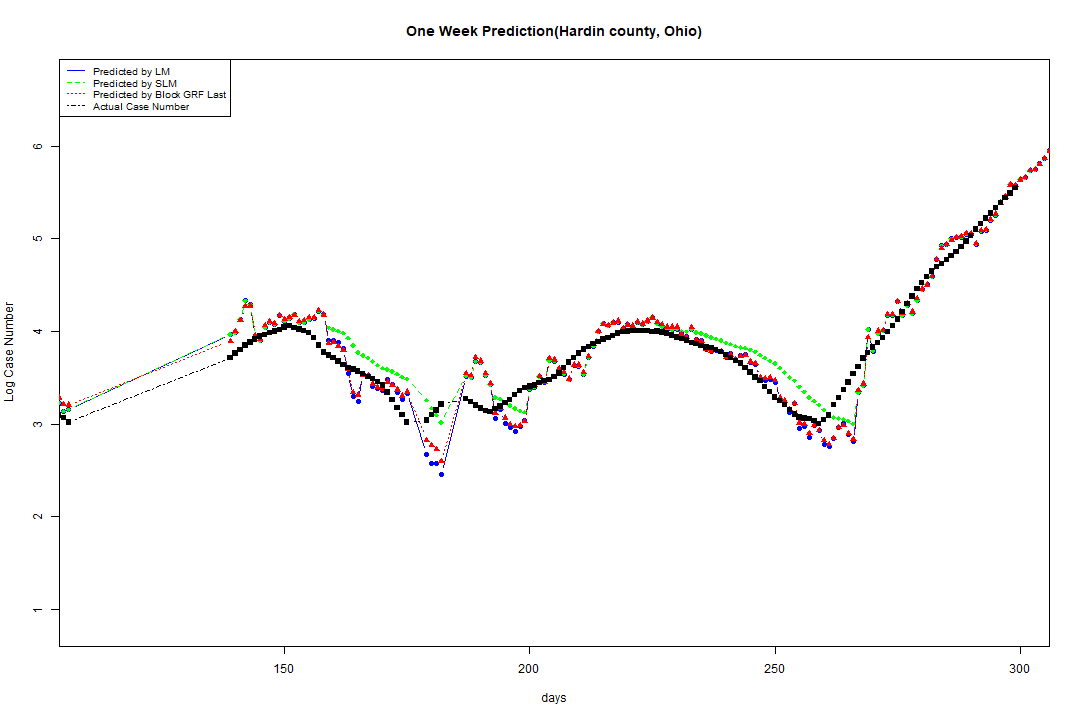 One Week Prediction(Hardin county, Ohio)
Predicted by LM
Predicted by SLM
Predicted by Block GRF Last
Actual Case Number
6
5
4
3
2
1
Log Case Number
150
200
250
300
days